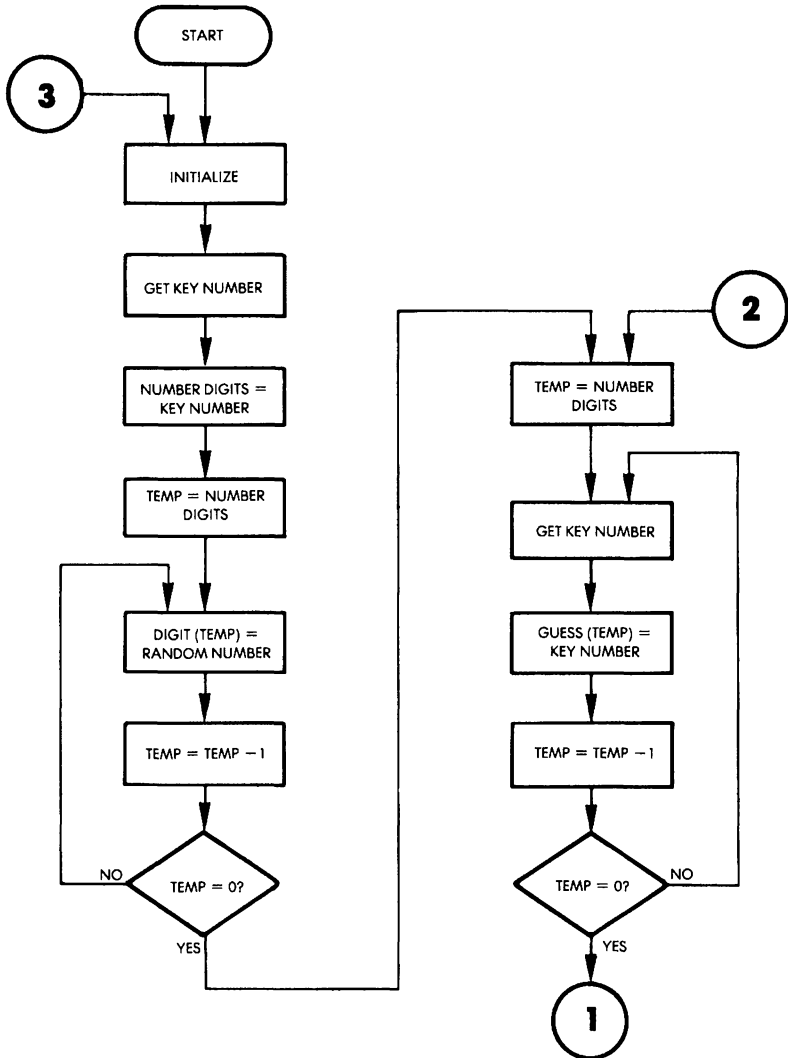 START
3
INITIALIZE
GET KEY NUMBER
NUMBER DIGITS =
KEY NUMBER
TEMP = NUMBER
DIGITS
DIGIT (TEMP) =
RANDOM NUMBER
TEMP = TEMP – 1
TEMP = 0?
NO
YES
2
TEMP = NUMBER
DIGITS
GET KEY NUMBER
GUESS (TEMP) =
KEY NUMBER
TEMP = TEMP – 1
TEMP = 0?
NO
YES
1